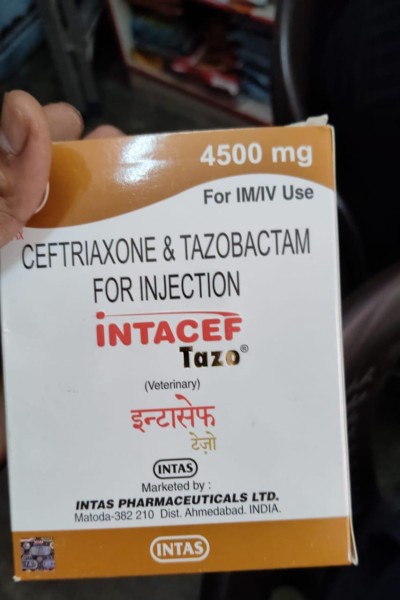 4500 mg
For IM/IV Use
CEFTRIAXONE & TAZOBACTAM
FOR INJECTION
INTACEF
Tazo®
(Veterinary)
इन्टासेफ
टेज़ो
INTAS
Marketed by :
INTAS PHARMACEUTICALS LTD.
Matoda-382 210 Dist. Ahmedabad. INDIA.
INTAS